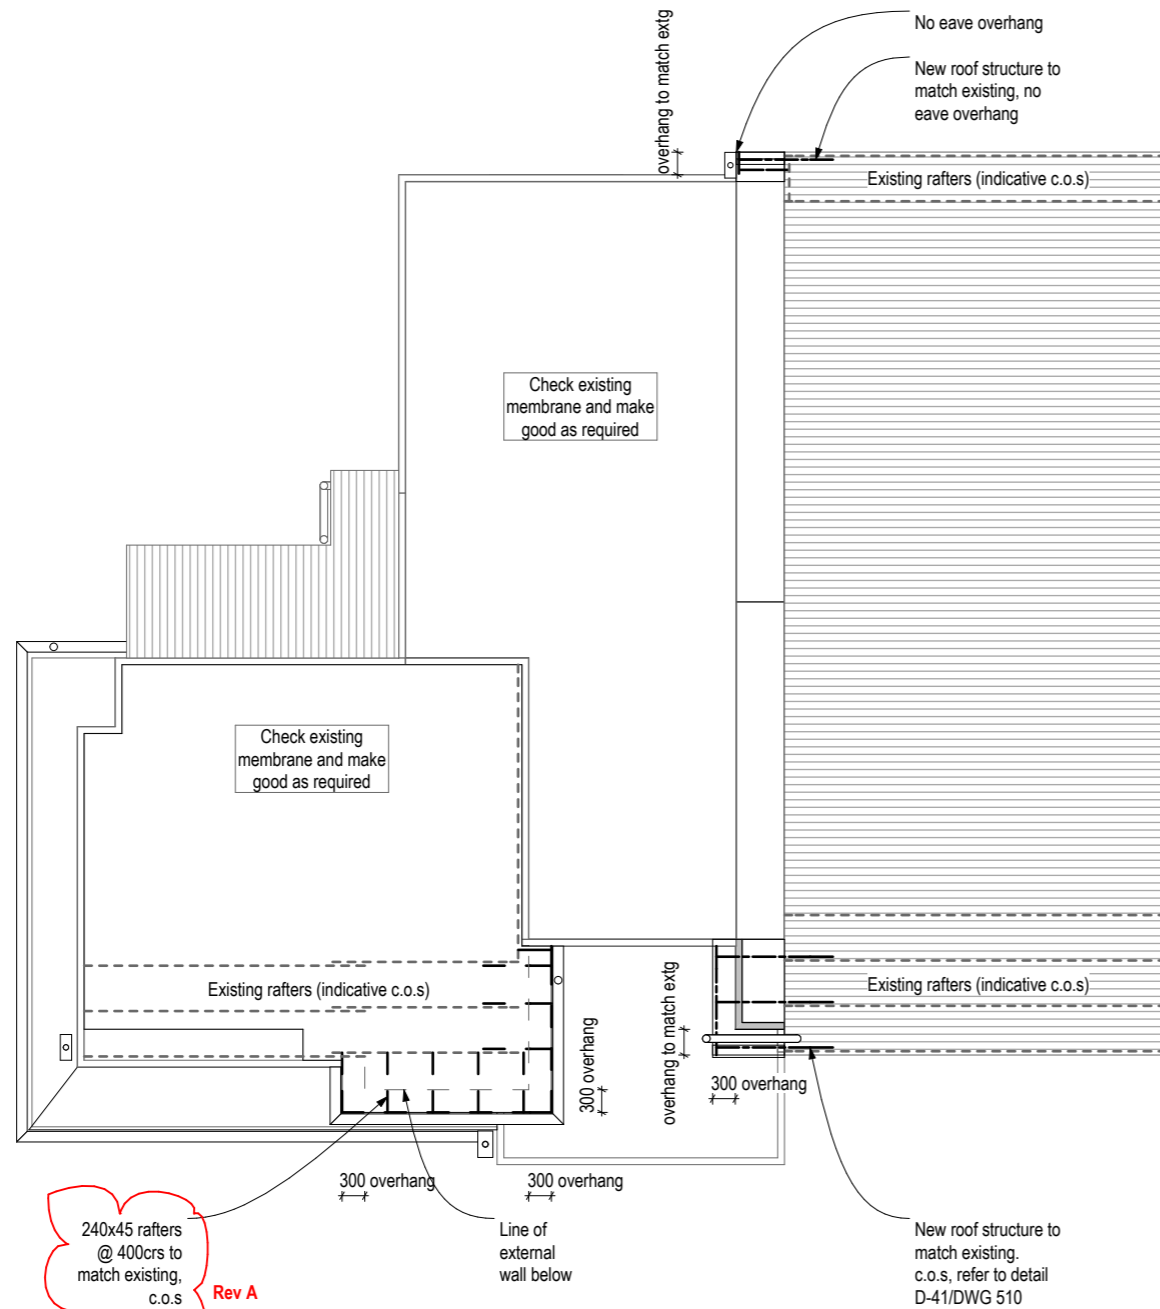 No eave overhang
New roof structure to
match existing, no
eave overhang
overhang to match extg
Existing rafters (indicative c.o.s)
Check existing
membrane and make
good as required
Check existing
membrane and make
good as required
Existing rafters (indicative c.o.s)
Existing rafters (indicative c.o.s)
300 overhang
overhang to match extg
300 overhang
300 overhang
300 overhang
240x45 rafters
@ 400crs to
match existing,
c.o.s
Rev A
Line of
external
wall below
New roof structure to
match existing.
c.o.s, refer to detail
D-41/DWG 510